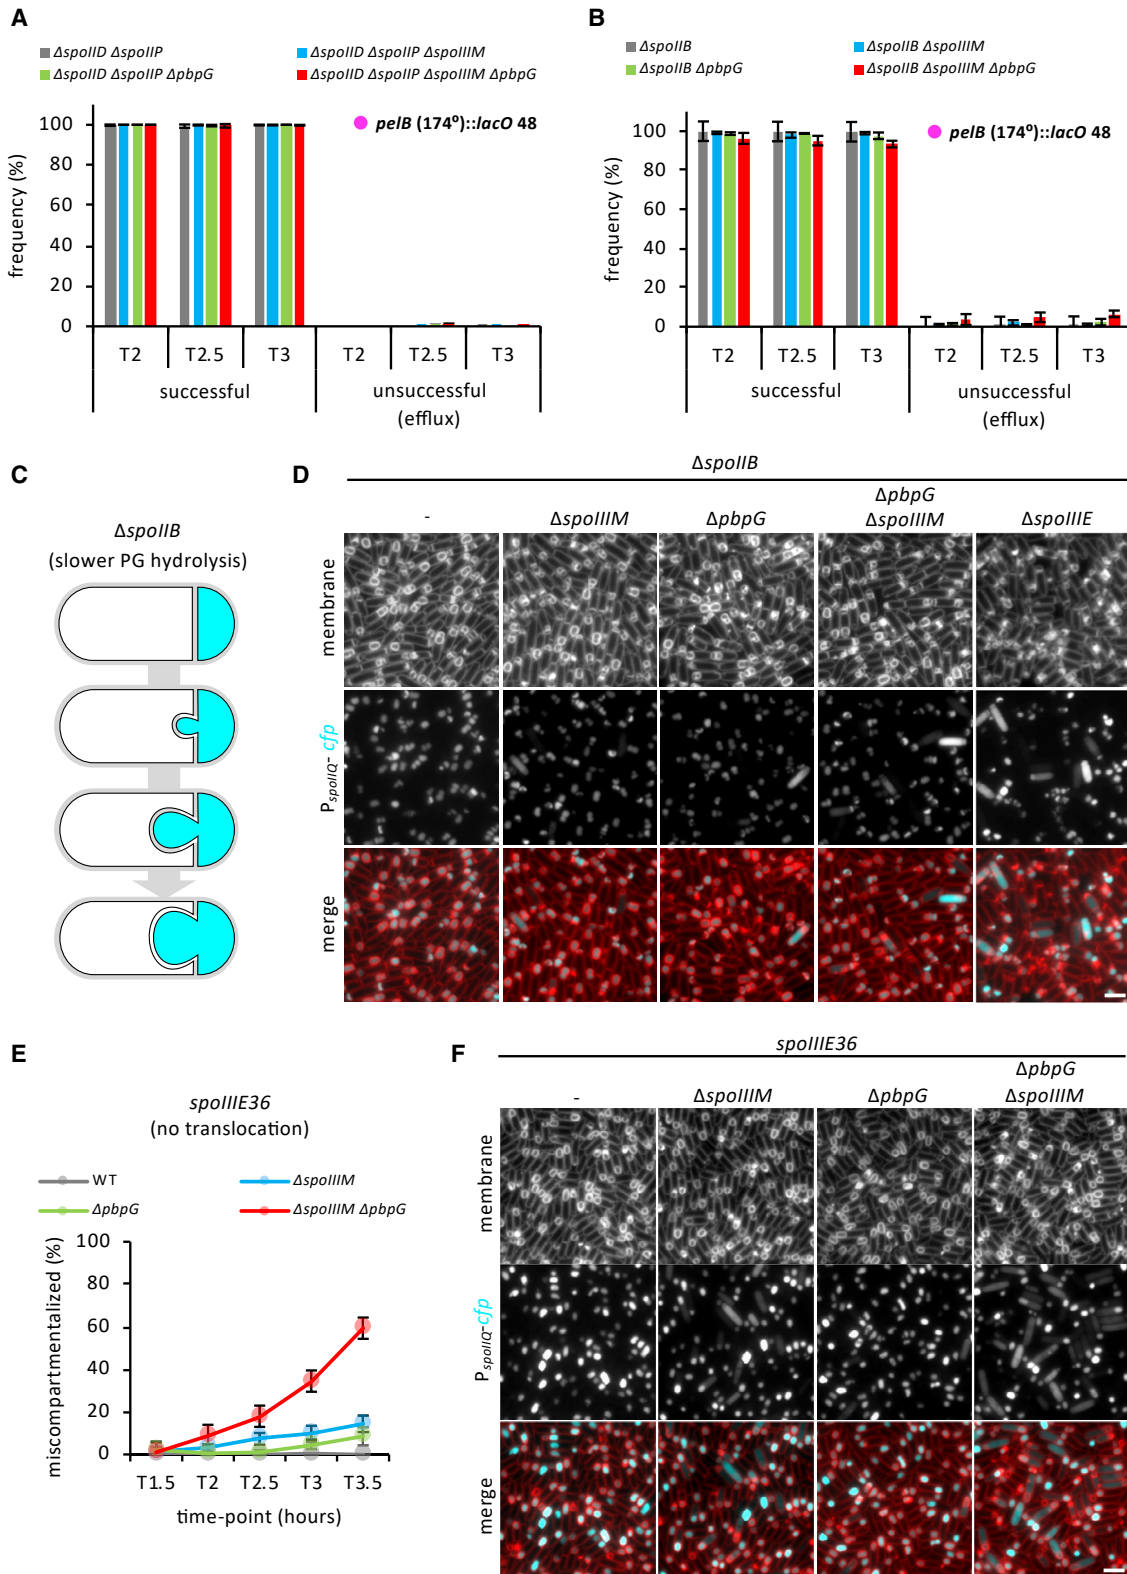 A
ΔspoIID ΔspoIIP
ΔspoIID ΔspoIIP ΔspoIIIM
ΔspoIID ΔspoIIP ΔpbpG
ΔspoIID ΔspoIIP ΔspoIIIM ΔpbpG
pelB (174º)::lacO 48
frequency (%)
100
80
60
40
20
0
T2
T2.5
T3
T2
T2.5
T3
successful
unsuccessful
(efflux)
B
ΔspoIIB
ΔspoIIB ΔspoIIIM
ΔspoIIB ΔpbpG
ΔspoIIB ΔspoIIIM ΔpbpG
pelB (174º)::lacO 48
frequency (%)
100
80
60
40
20
0
T2
T2.5
T3
T2
T2.5
T3
successful
unsuccessful
(efflux)
C
ΔspoIIB
(slower PG hydrolysis)
D
ΔspoIIB
-
ΔspoIIIM
ΔpbpG
ΔpbpG
ΔspoIIIM
ΔspoIIIE
membrane
PspoIIQ-cfp
merge
E
spoIIIE36
(no translocation)
WT
ΔspoIIIM
ΔpbpG
ΔspoIIIM ΔpbpG
miscompartmentalized (%)
100
80
60
40
20
0
T1.5
T2
T2.5
T3
T3.5
time-point (hours)
F
spoIIIE36
-
ΔspoIIIM
ΔpbpG
ΔpbpG
ΔspoIIIM
membrane
PspoIIQ-cfp
merge